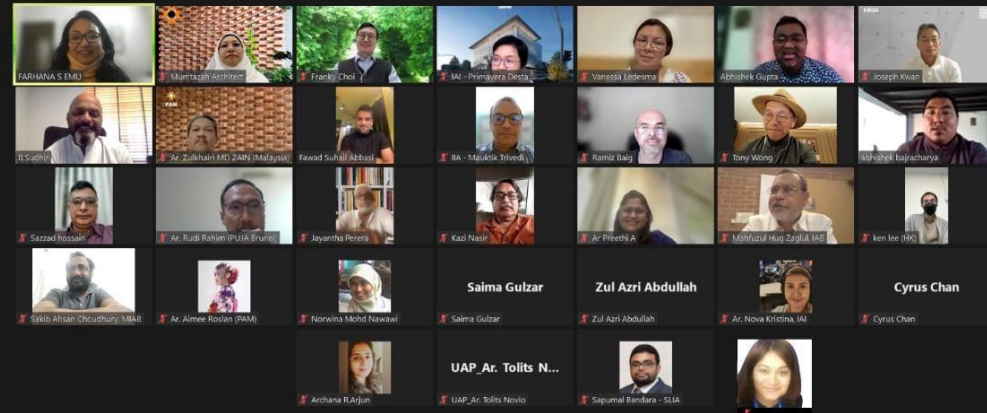 FARHANA S EMU
Mumtazah Architect
Franky Choi
IAI - Primavera Desta
Vanessa Ledesma
Abhishek Gupta
HKIA
Joseph Kwan
PAM
Ar. Zulkhairi MD ZAIN (Malaysia)
Fawad Suhail Abbasi
IIA - Mauktik Trivedi
Ramiz Baig
Tony Wong
abhishek bajracharya
Sazzad hossain
Ar. Rudi Rahim (PUJA Brunei)
Jayantha Perera
Kazi Nasir
Ar Preethi A
Mahfuzul Huq Zaglul, IAB
ken lee (HK)
Sakib Ahsan Choudhury, MIAB
Ar. Aimee Roslan (PAM)
Norwina Mohd Nawawi
Saima Gulzar
Saima Gulzar
Zul Azri Abdullah
Zul Azri Abdullah
Ar. Nova Kristina, IAI
Cyrus Chan
Cyrus Chan
Archana R.Arjun
UAP_Ar. Tolits N...
UAP_Ar. Tolits Novio
Sapumal Bandara - SLIA